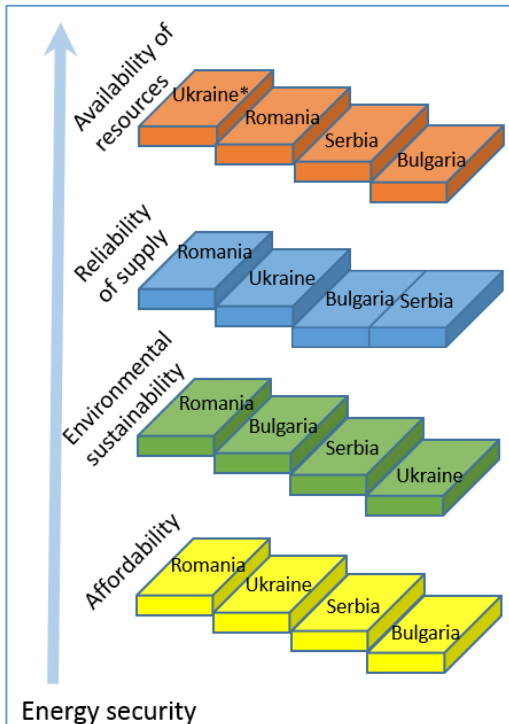 Availability of
resources
Ukraine*
Romania
Serbia
Bulgaria
Reliability
of supply
Romania
Ukraine
Bulgaria Serbia
Environmental
sustainability
Romania
Bulgaria
Serbia
Ukraine
Affordability
Romania
Ukraine
Serbia
Bulgaria
Energy security